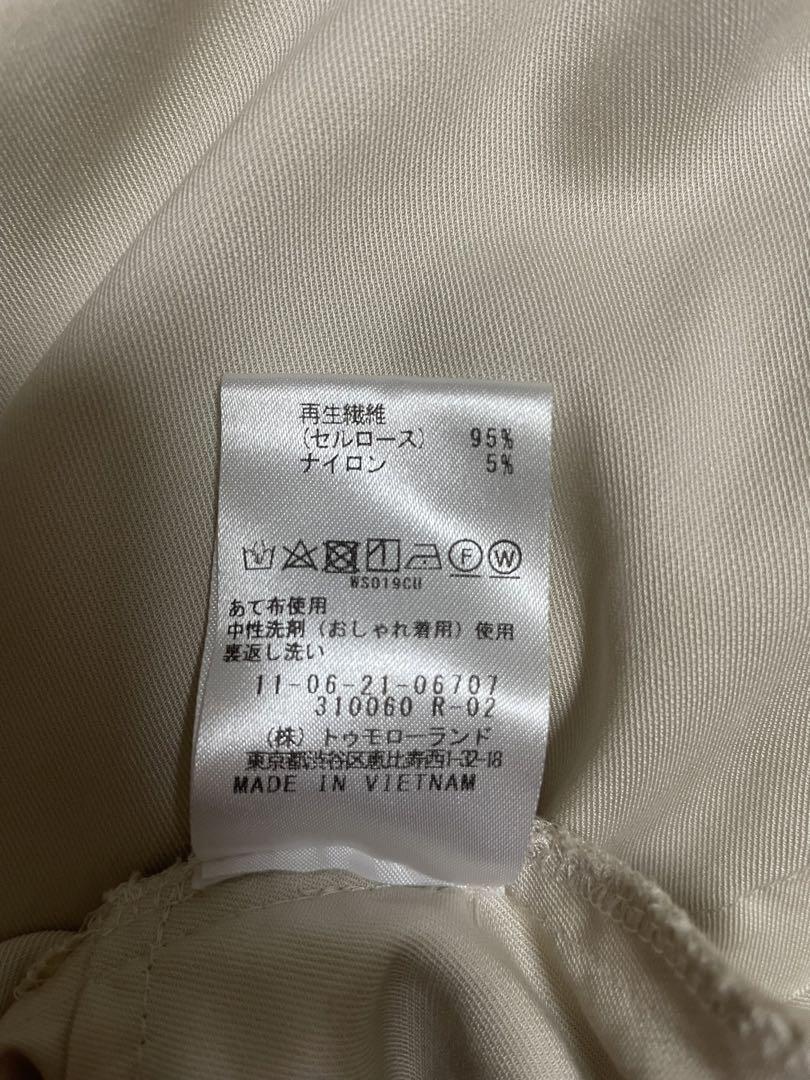 再生繊維
(セルロース) 95%
ナイロン 5%
F W
WS019CU
あて布使用
中性洗剤(おしゃれ着用)使用
裏返し洗い
11-06-21-06707
310060 R-02
(株)トゥモローランド
東京都渋谷区恵比寿西1-32-18
MADE IN VIETNAM